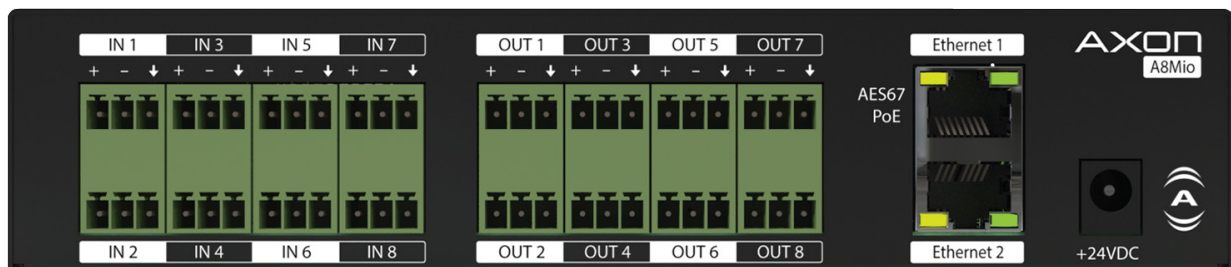 IN 1 IN 3 IN 5 IN 7 OUT 1 OUT 3 OUT 5 OUT 7 Ethernet 1 AXON
A8Mio
+ − ↓ + − ↓ + − ↓ + − ↓ + − ↓ + − ↓ + − ↓ + − ↓
AES67
PoE
A
IN 2 IN 4 IN 6 IN 8 OUT 2 OUT 4 OUT 6 OUT 8 Ethernet 2 +24VDC